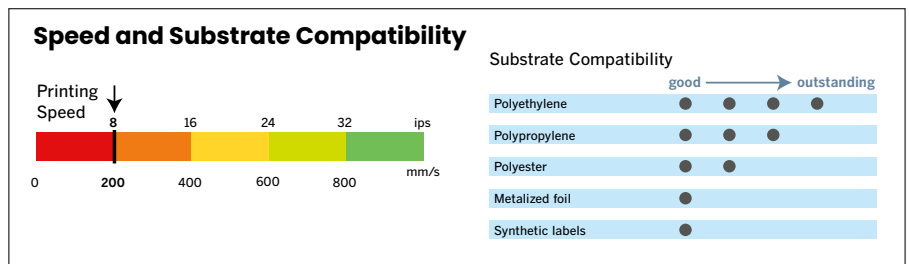 Speed and Substrate Compatibility
Printing
Speed
8 16 24 32 ips
0 200 400 600 800 mm/s
Substrate Compatibility
good outstanding
Polyethylene
Polypropylene
Polyester
Metalized foil
Synthetic labels